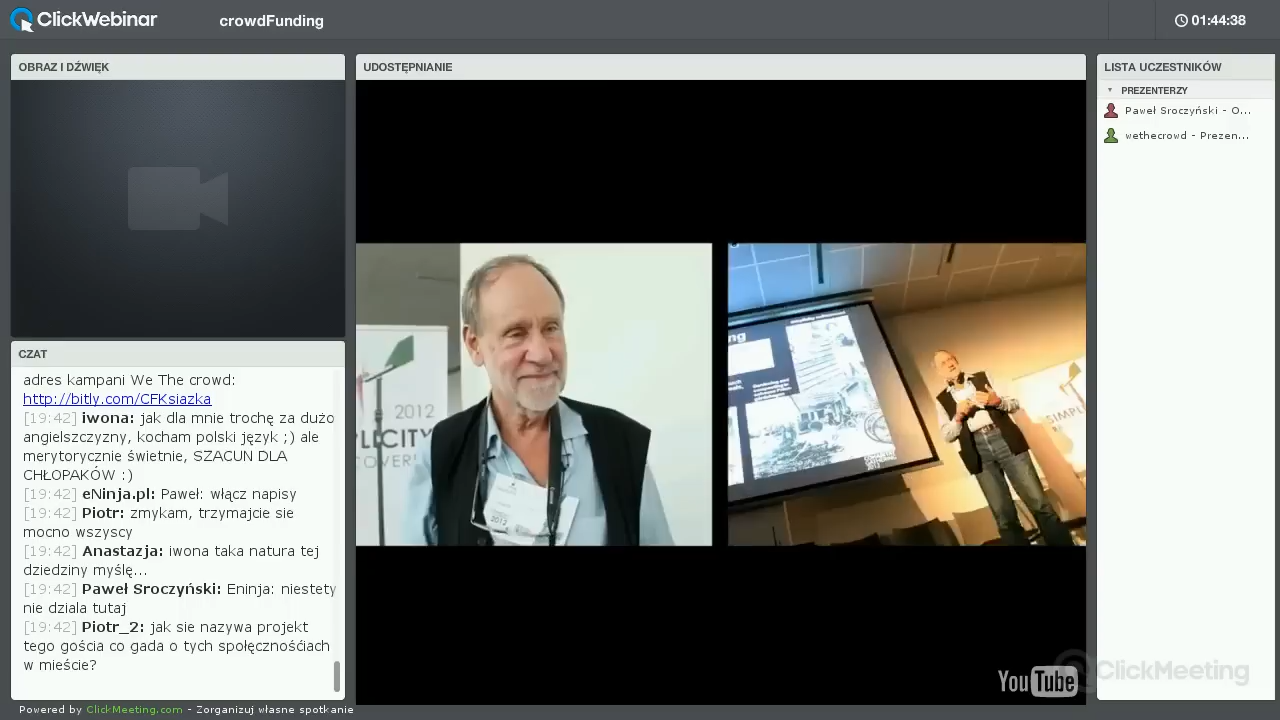 ClickWebinar
crowdFunding
01:44:38
OBRAZ I DŹWIĘK
UDOSTĘPNIANIE
LISTA UCZESTNIKÓW
PREZENTERZY
Paweł Sroczyński - O...
wethecrowd - Prezen...
2012
PLICITY
COVER
2012
SIMPL
CZAT
adres kampani We The crowd:
http://bitly.com/CFKsiazka
[19:42] iwona: jak dla mnie trochę za dużo
angielszczyzny, kocham polski język ;) ale
merytorycznie świetnie, SZACUN DLA
CHŁOPAKÓW :)
[19:42] eNinja.pl: Paweł: włącz napisy
[19:42] Piotr: zmykam, trzymajcie sie
mocno wszyscy
[19:42] Anastazja: iwona taka natura tej
dziedziny myślę...
[19:42] Paweł Sroczyński: Eninja: niestety
nie dziala tutaj
[19:42] Piotr_2: jak sie nazywa projekt
tego gościa co gada o tych społęcznośćiach
w mieście?
YouTube
ClickMeeting
Powered by ClickMeeting.com - Zorganizuj własne spotkanie